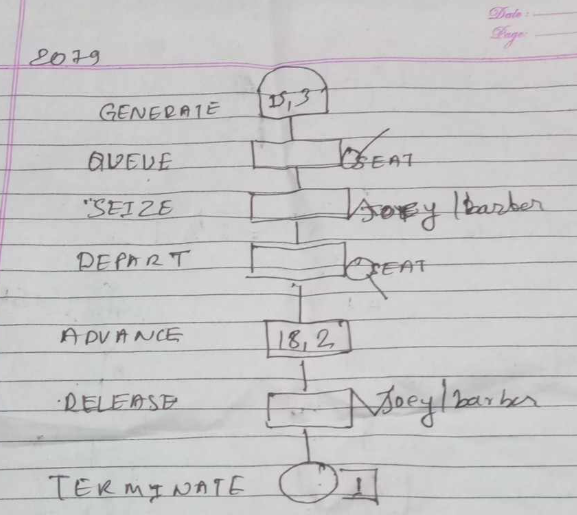 Date:
Page:
2079
GENERATE 15,3
QUEUE SEAT
SEIZE Joey/barber
DEPART SEAT
ADVANCE 18,2
RELEASE Joey/barber
TERMINATE 1